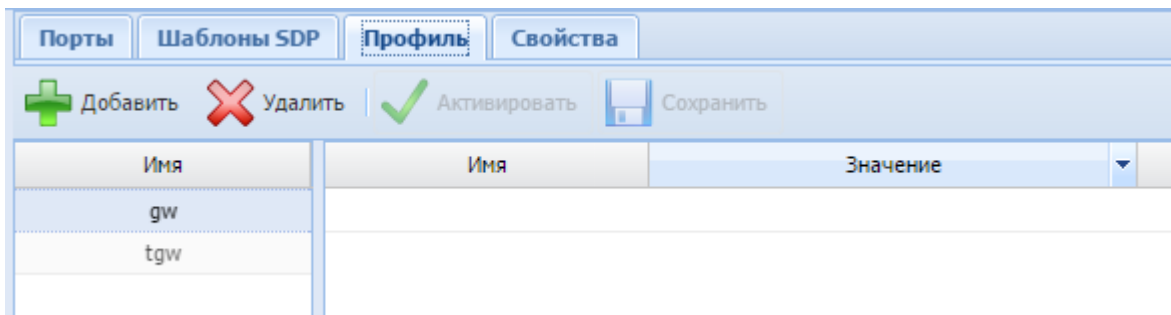 Порты Шаблоны SDP Профиль Свойства
Добавить Удалить Активировать Сохранить
Имя Имя Значение
gw
tgw